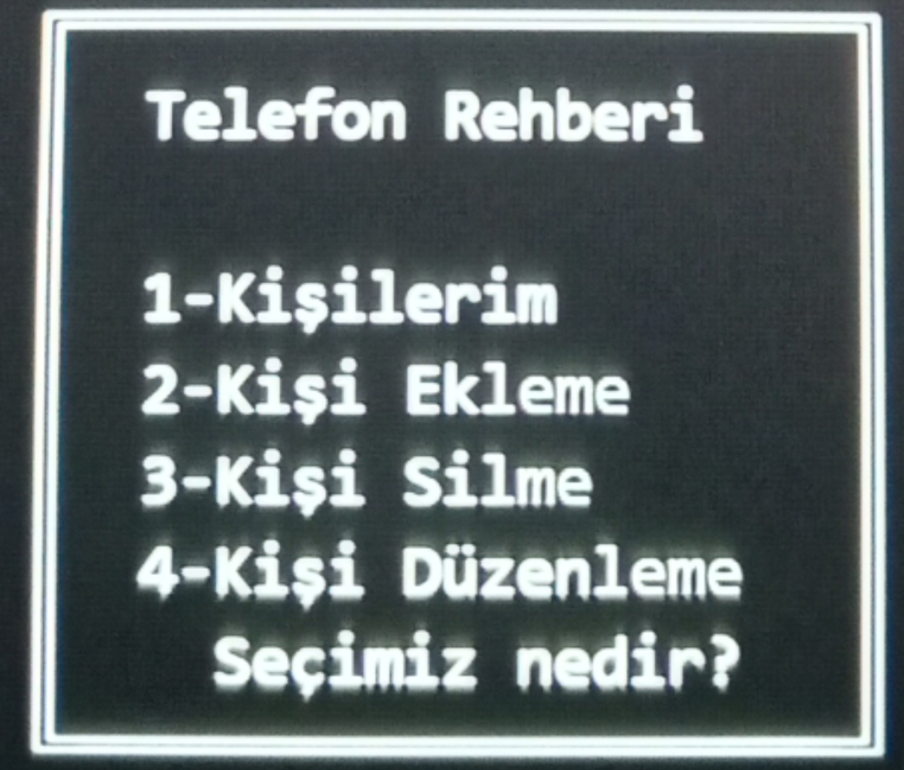 Telefon Rehberi
1-Kişilerim
2-Kişi Ekleme
3-Kişi Silme
4-Kişi Düzenleme
Seçimiz nedir?